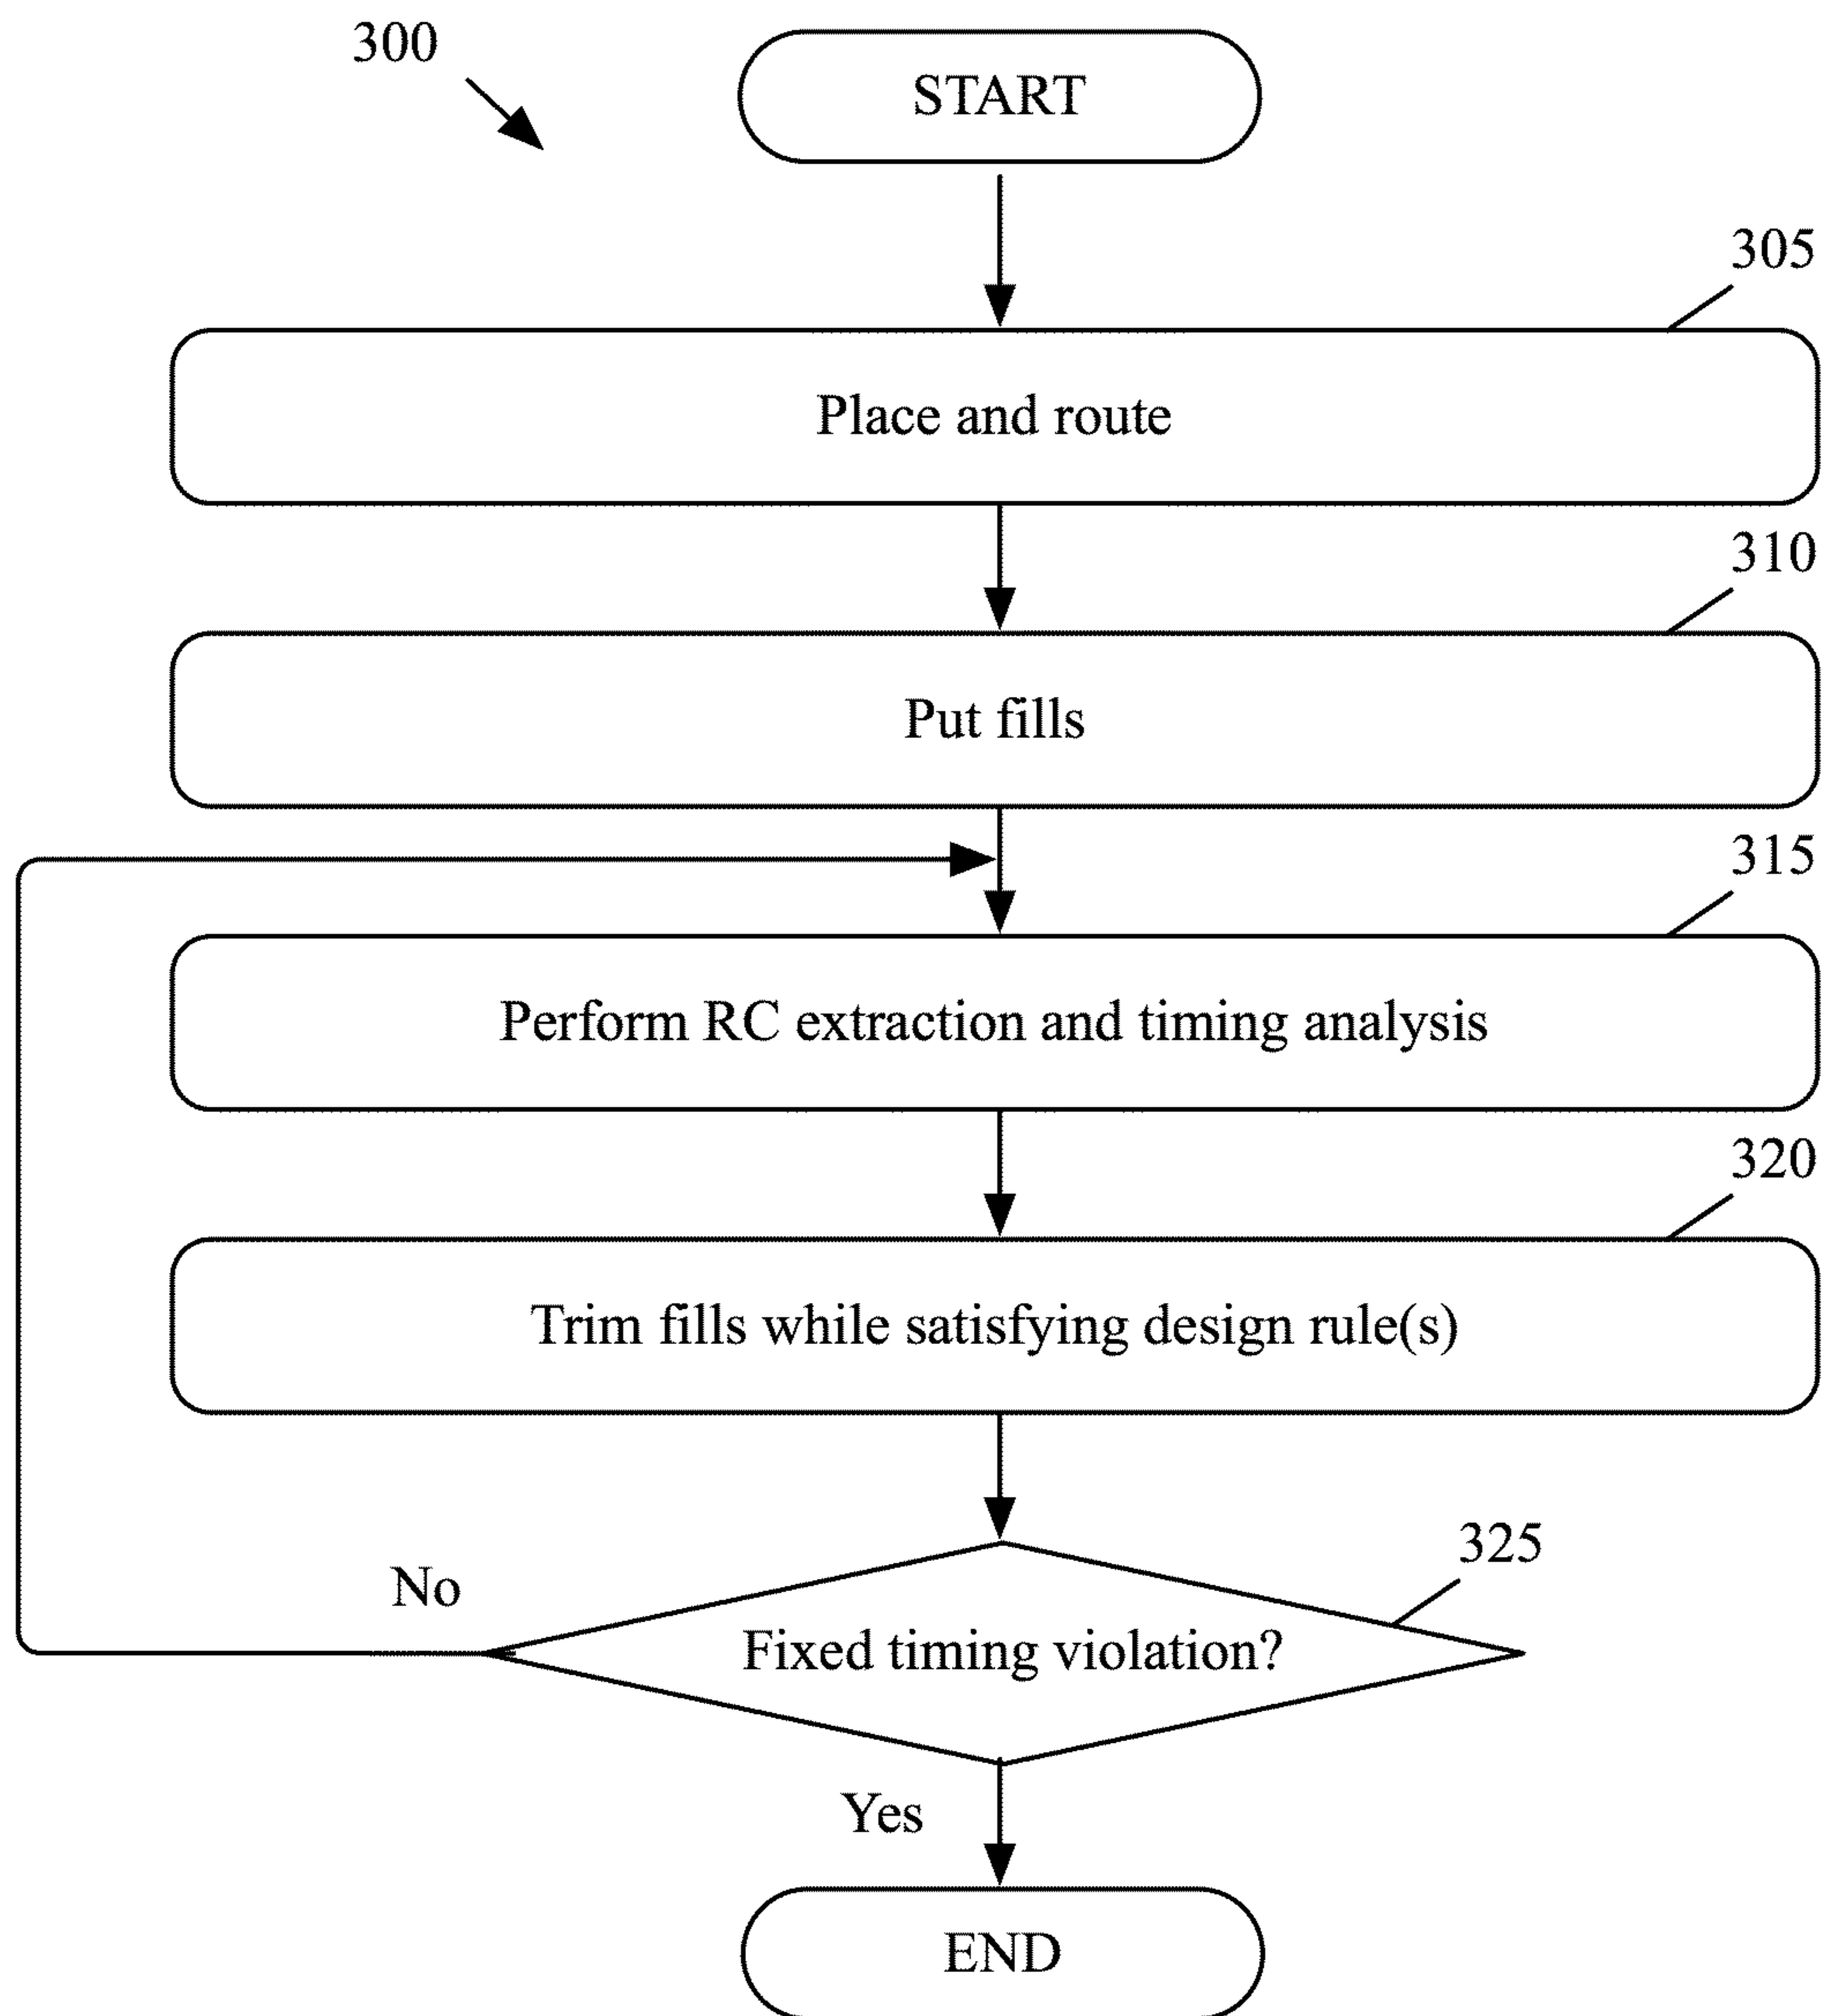 300
START
305
Place and route
310
Put fills
315
Perform RC extraction and timing analysis
320
Trim fills while satisfying design rule(s)
325
No
Fixed timing violation?
Yes
END